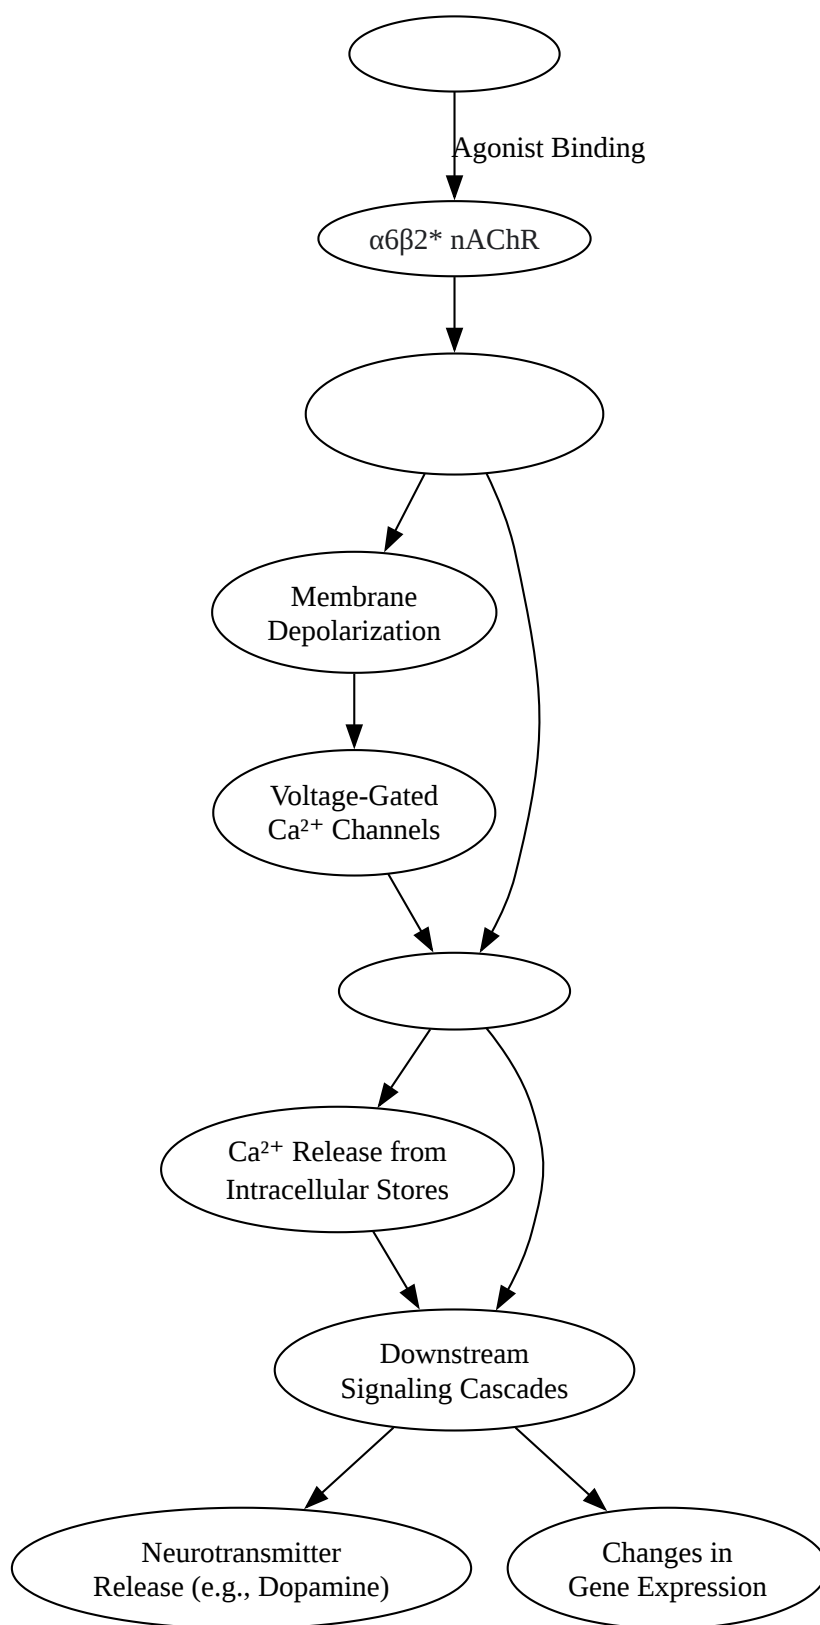 Agonist Binding
α6β2* nAChR
Membrane
Depolarization
Voltage-Gated
Ca²⁺ Channels
Ca²⁺ Release from
Intracellular Stores
Downstream
Signaling Cascades
Neurotransmitter
Release (e.g., Dopamine)
Changes in
Gene Expression